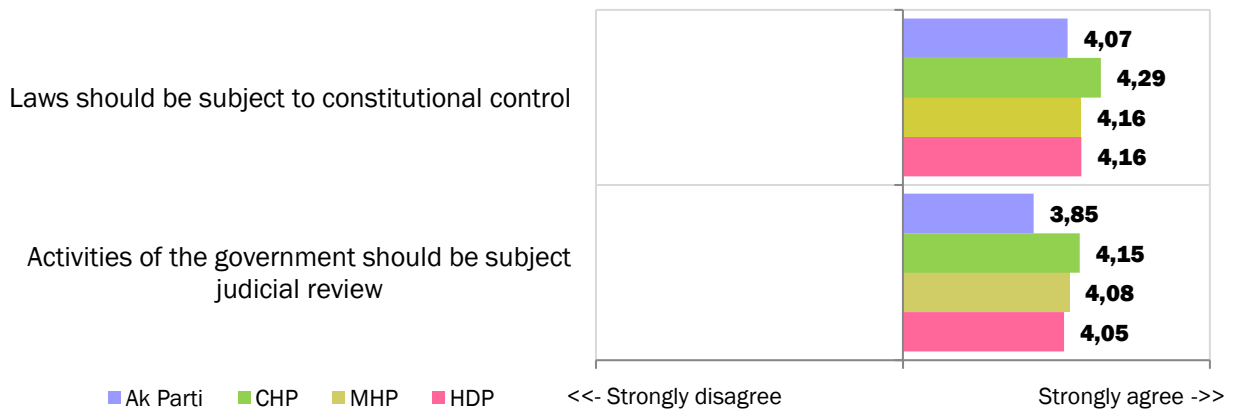 Laws should be subject to constitutional control
4,07
4,29
4,16
4,16
Activities of the government should be subject
judicial review
3,85
4,15
4,08
4,05
Ak Parti CHP MHP HDP
<<- Strongly disagree Strongly agree ->>